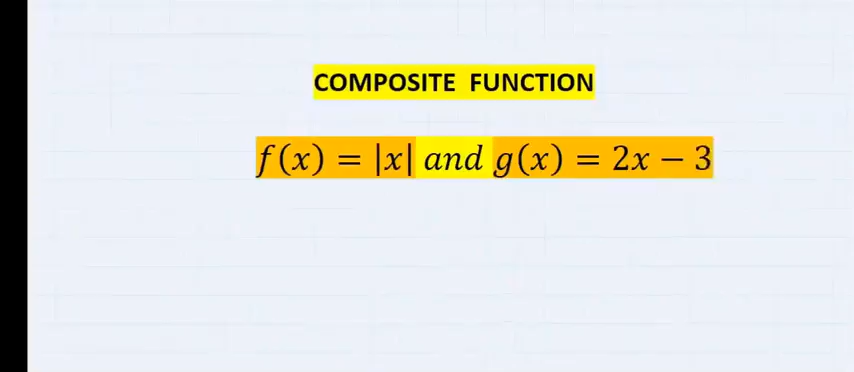 COMPOSITE FUNCTION
f(x) = |x| and g(x) = 2x − 3